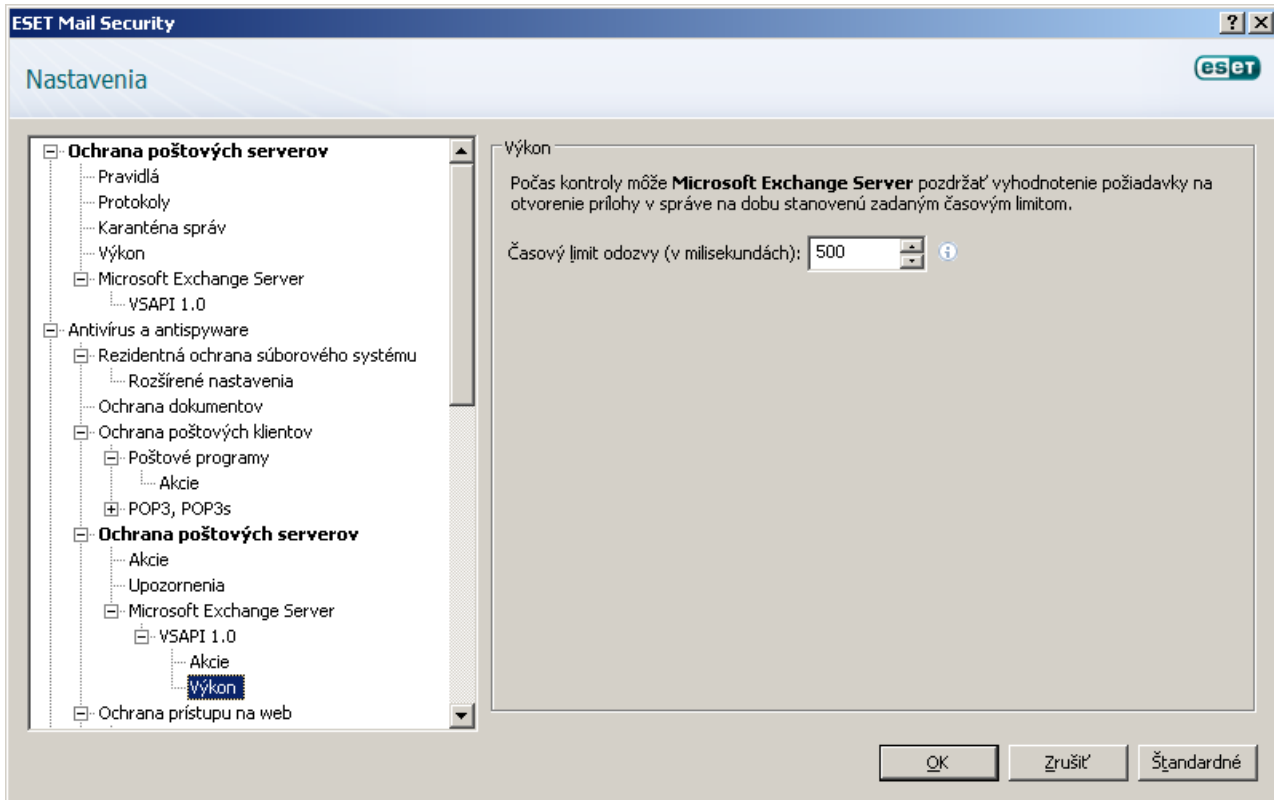 ESET Mail Security
Nastavenia
eset
Ochrana poštových serverov
Pravidlá
Protokoly
Karanténa správ
Výkon
Microsoft Exchange Server
VSAPI 1.0
Antivírus a antispyware
Rezidentná ochrana súborového systému
Rozšírené nastavenia
Ochrana dokumentov
Ochrana poštových klientov
Poštové programy
Akcie
POP3, POP3s
Ochrana poštových serverov
Akcie
Upozornenia
Microsoft Exchange Server
VSAPI 1.0
Akcie
Výkon
Ochrana prístupu na web
Výkon
Počas kontroly môže Microsoft Exchange Server pozdržať vyhodnotenie požiadavky na
otvorenie prílohy v správe na dobu stanovenú zadaným časovým limitom.
Časový limit odozvy (v milisekundách): 500
OK Zrušiť Štandardné